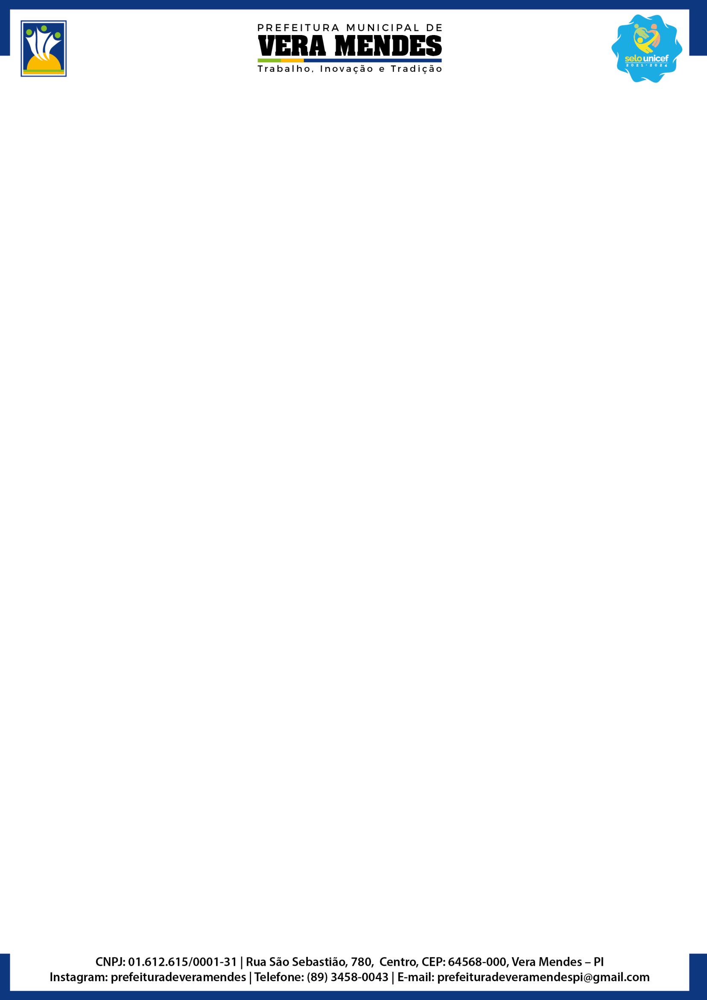 PREFEITURA MUNICIPAL DE
VERA MENDES
Trabalho, Inovação e Tradição
selo unicef
2021 • 2024
CNPJ: 01.612.615/0001-31 | Rua São Sebastião, 780, Centro, CEP: 64568-000, Vera Mendes – PI
Instagram: prefeituradeveramendes | Telefone: (89) 3458-0043 | E-mail: prefeituradeveramendespi@gmail.com